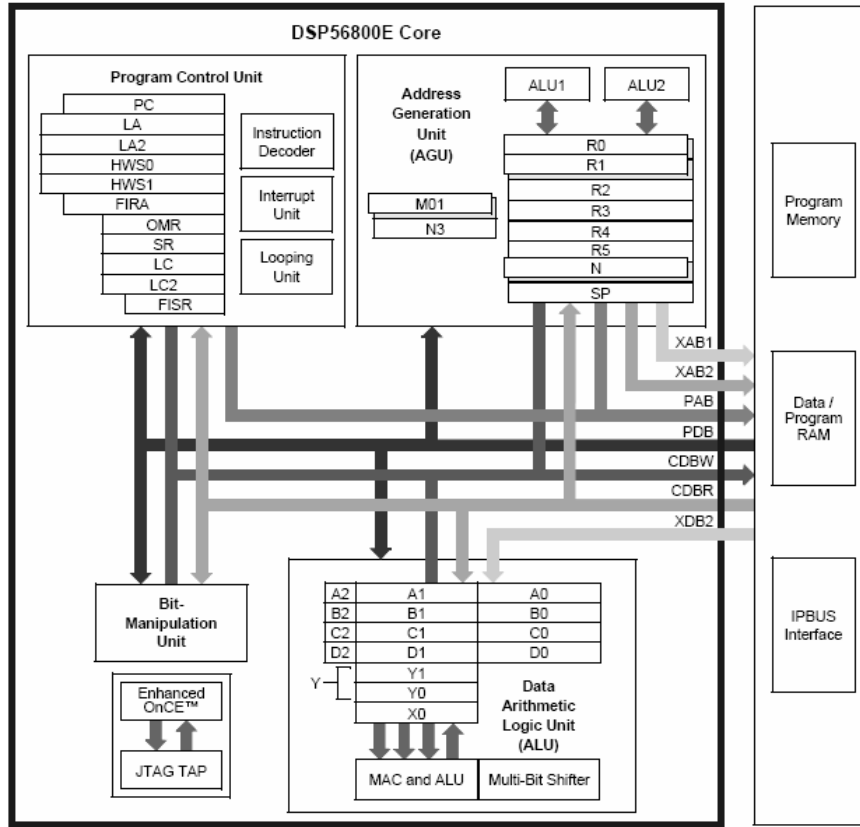 DSP56800E Core
Program Control Unit
PC
LA
LA2
HWS0
HWS1
FIRA
OMR
SR
LC
LC2
FISR
Instruction
Decoder
Interrupt
Unit
Looping
Unit
Address
Generation
Unit
(AGU)
ALU1
ALU2
R0
R1
R2
R3
R4
R5
N
SP
M01
N3
XAB1
XAB2
PAB
PDB
CDBW
CDBR
XDB2
Program
Memory
Data /
Program
RAM
IPBUS
Interface
Bit-
Manipulation
Unit
Enhanced
OnCE™
JTAG TAP
A2
A1
A0
B2
B1
B0
C2
C1
C0
D2
D1
D0
Y
Y1
Y0
X0
Data
Arithmetic
Logic Unit
(ALU)
MAC and ALU
Multi-Bit Shifter